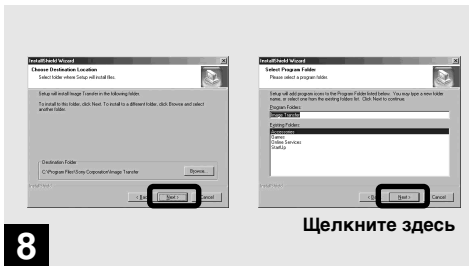 InstallShield Wizard
Choose Destination Location
Select folder where Setup will install files.
Setup will install Image Transfer in the following folder.
To install to this folder, click Next. To install to a different folder, click Browse and select
another folder.
Destination Folder
C:\Program Files\Sony Corporation\Image Transfer
Browse...
InstallShield
Next >
Cancel
InstallShield Wizard
Select Program Folder
Please select a program folder.
Setup will add program icons to the Program Folder listed below. You may type a new folder
name, or select one from the existing folders list. Click Next to continue.
Program Folders:
Image Transfer
Existing Folders:
Accessories
Games
Online Services
StartUp
InstallShield
Next >
Cancel
Щелкните здесь
8